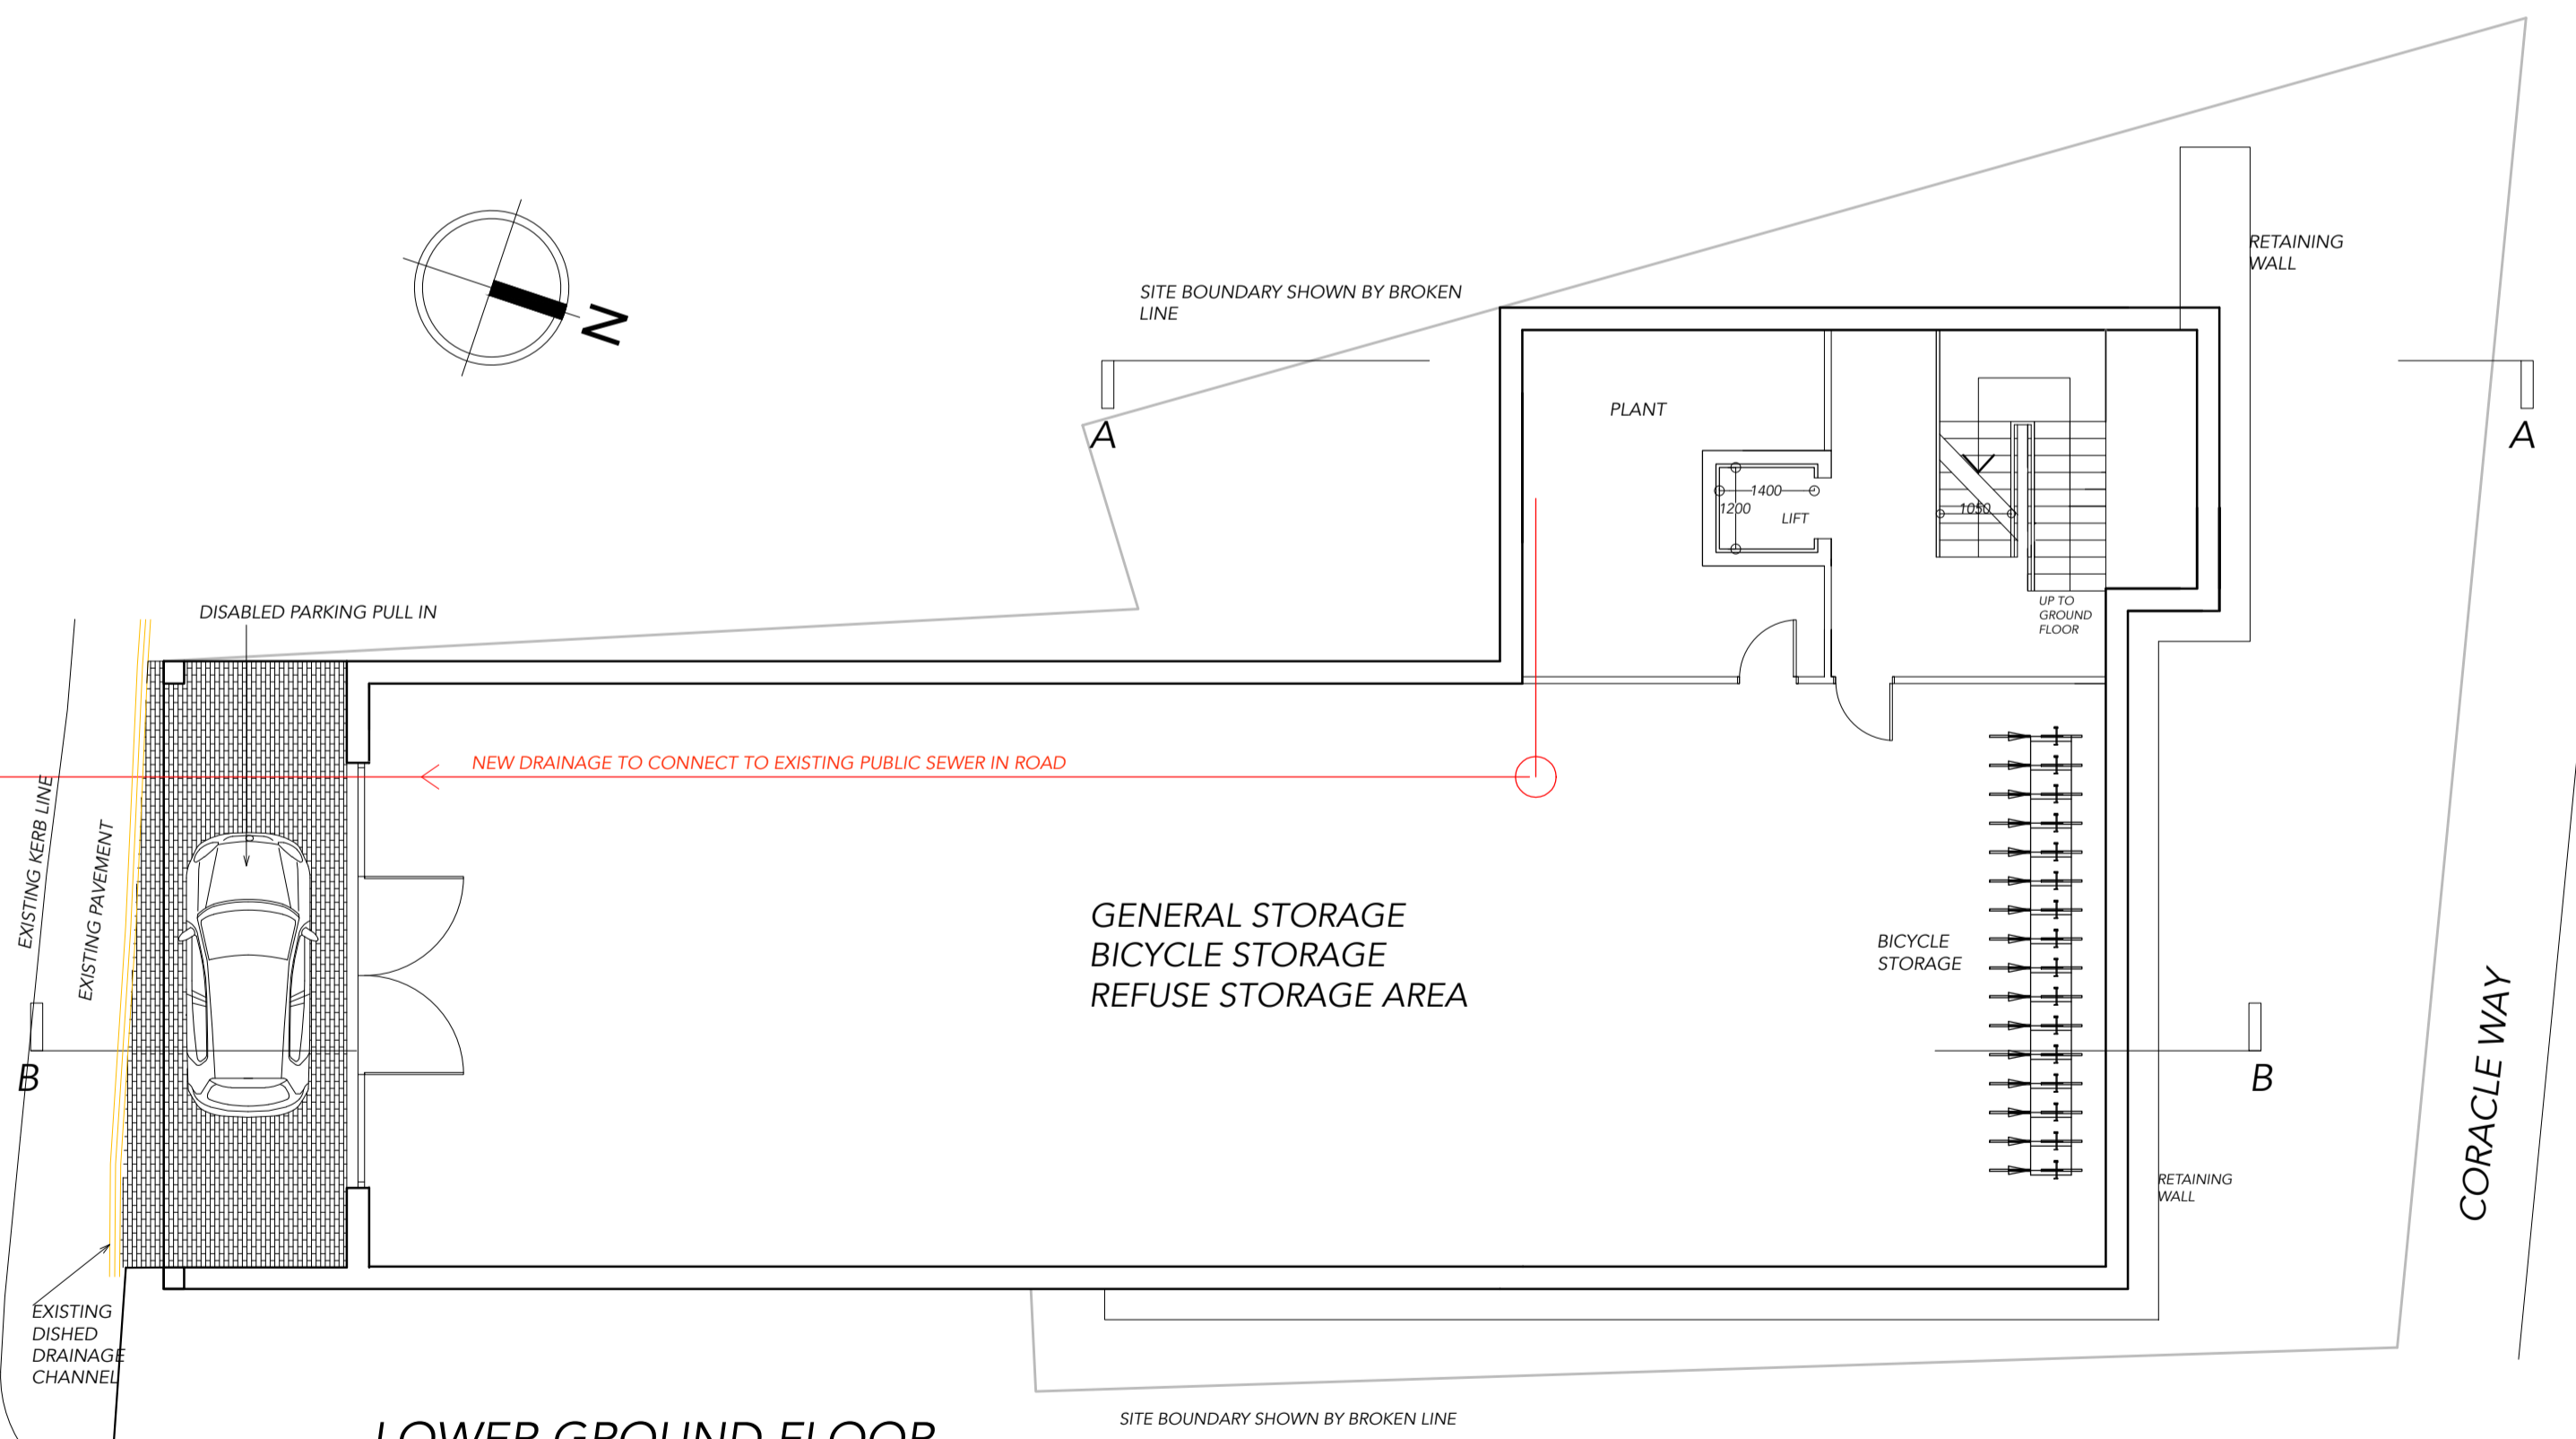 RETAINING
WALL
SITE BOUNDARY SHOWN BY BROKEN
LINE
N
A
A
PLANT
1400
1200
LIFT
1050
UP TO
GROUND
FLOOR
DISABLED PARKING PULL IN
NEW DRAINAGE TO CONNECT TO EXISTING PUBLIC SEWER IN ROAD
EXISTING KERB LINE
EXISTING PAVEMENT
GENERAL STORAGE
BICYCLE STORAGE
REFUSE STORAGE AREA
BICYCLE
STORAGE
B
B
CORACLE WAY
RETAINING
WALL
EXISTING
DISHED
DRAINAGE
CHANNEL
SITE BOUNDARY SHOWN BY BROKEN LINE
LOWER GROUND FLOOR